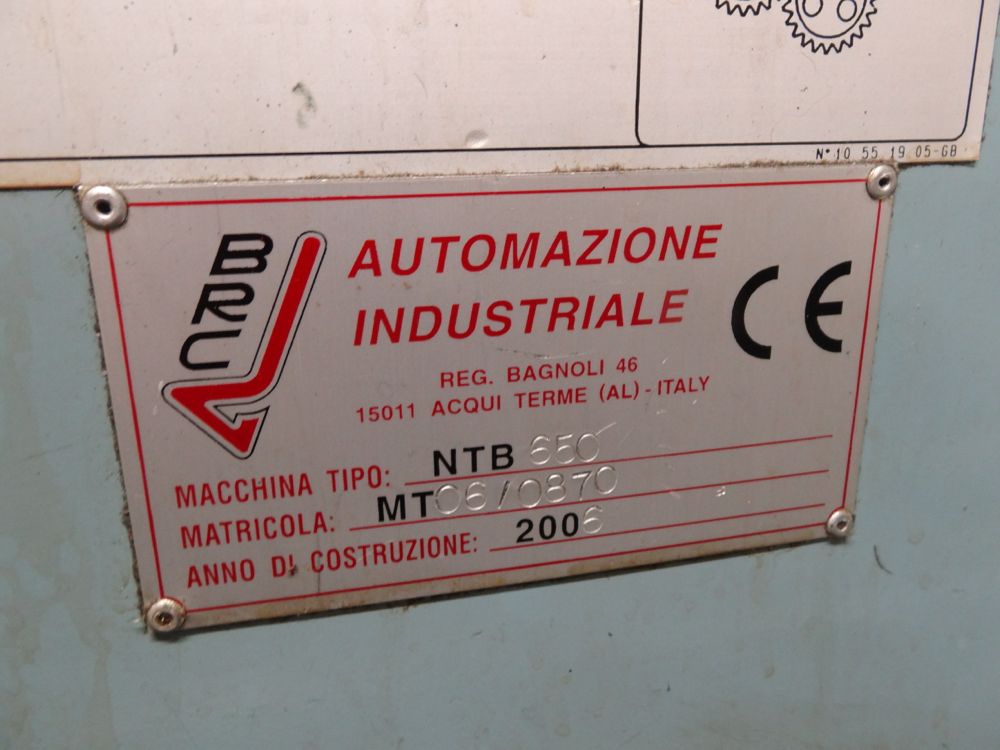 N° 10 55 19 05-GB
BRC
AUTOMAZIONE
INDUSTRIALE
CE
REG. BAGNOLI 46
15011 ACQUI TERME (AL) - ITALY
MACCHINA TIPO: NTB 650
MATRICOLA: MT06/0870
ANNO DI COSTRUZIONE: 2006